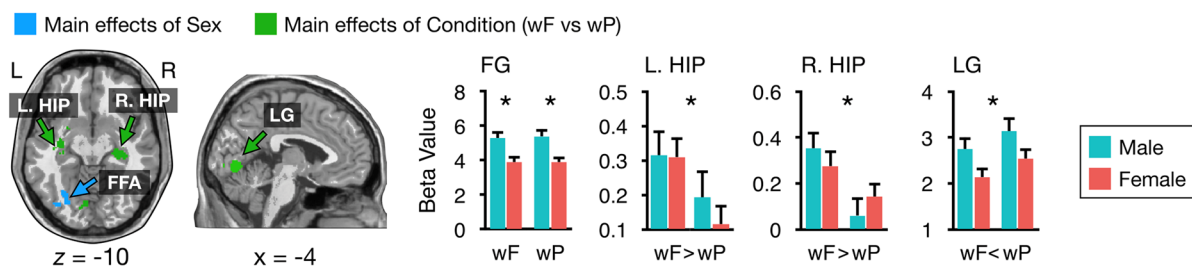 Main effects of Sex
Main effects of Condition (wF vs wP)
L
R
L. HIP
R. HIP
FFA
z = -10
LG
x = -4
Beta Value
FG
8
6
4
2
0
*
*
wF
wP
L. HIP
0.5
0.4
0.3
0.2
0.1
*
wF>wP
R. HIP
0.6
0.4
0.2
0
*
wF>wP
LG
4
3
2
1
*
wF<wP
Male
Female